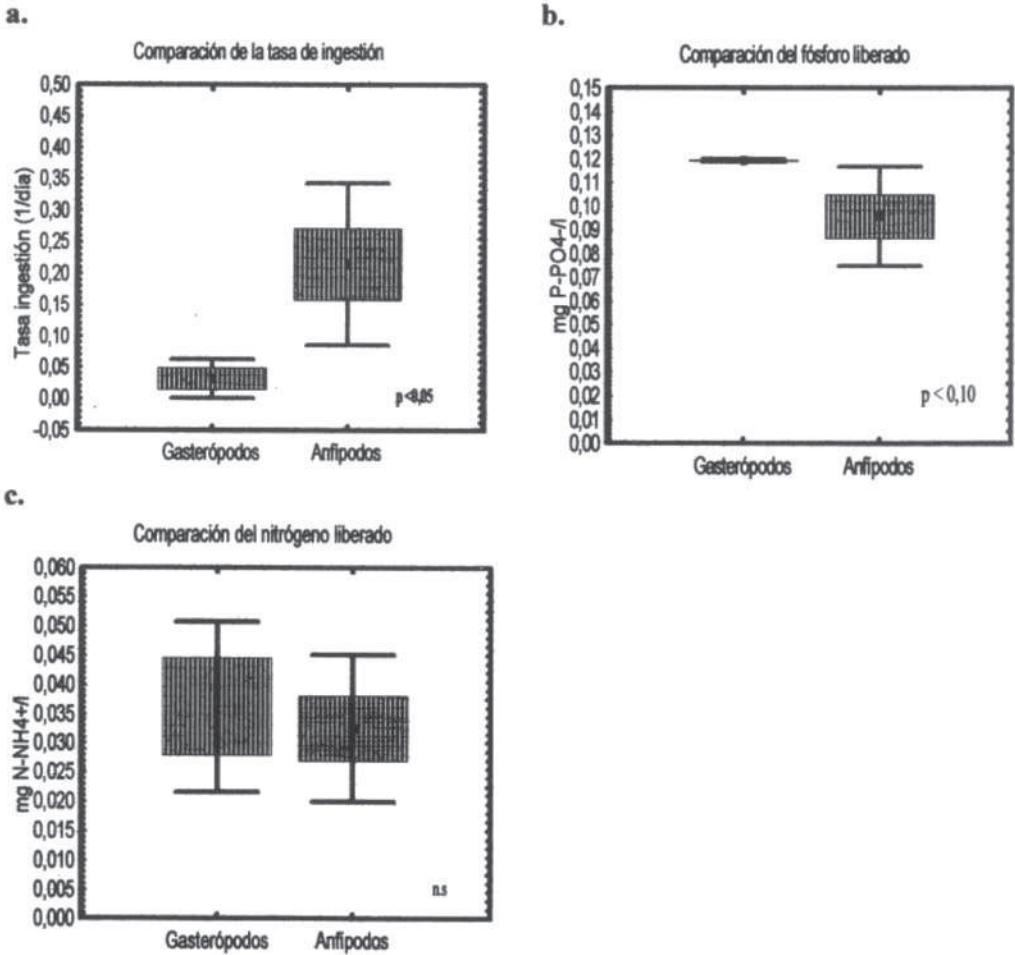 a.
Comparación de la tasa de ingestión
0,50
0,45
0,40
0,35
0,30
0,25
0,20
0,15
0,10
0,05
0,00
-0,05
Tasa ingestión (1/día)
p <0,05
Gasterópodos
Anfípodos
b.
Comparación del fósforo liberado
0,15
0,14
0,13
0,12
0,11
0,10
0,09
0,08
0,07
0,06
0,05
0,04
0,03
0,02
0,01
0,00
mg P-PO4-/l
p < 0,10
Gasterópodos
Anfípodos
c.
Comparación del nitrógeno liberado
0,060
0,055
0,050
0,045
0,040
0,035
0,030
0,025
0,020
0,015
0,010
0,005
0,000
mg N-NH4+/l
n.s
Gasterópodos
Anfípodos